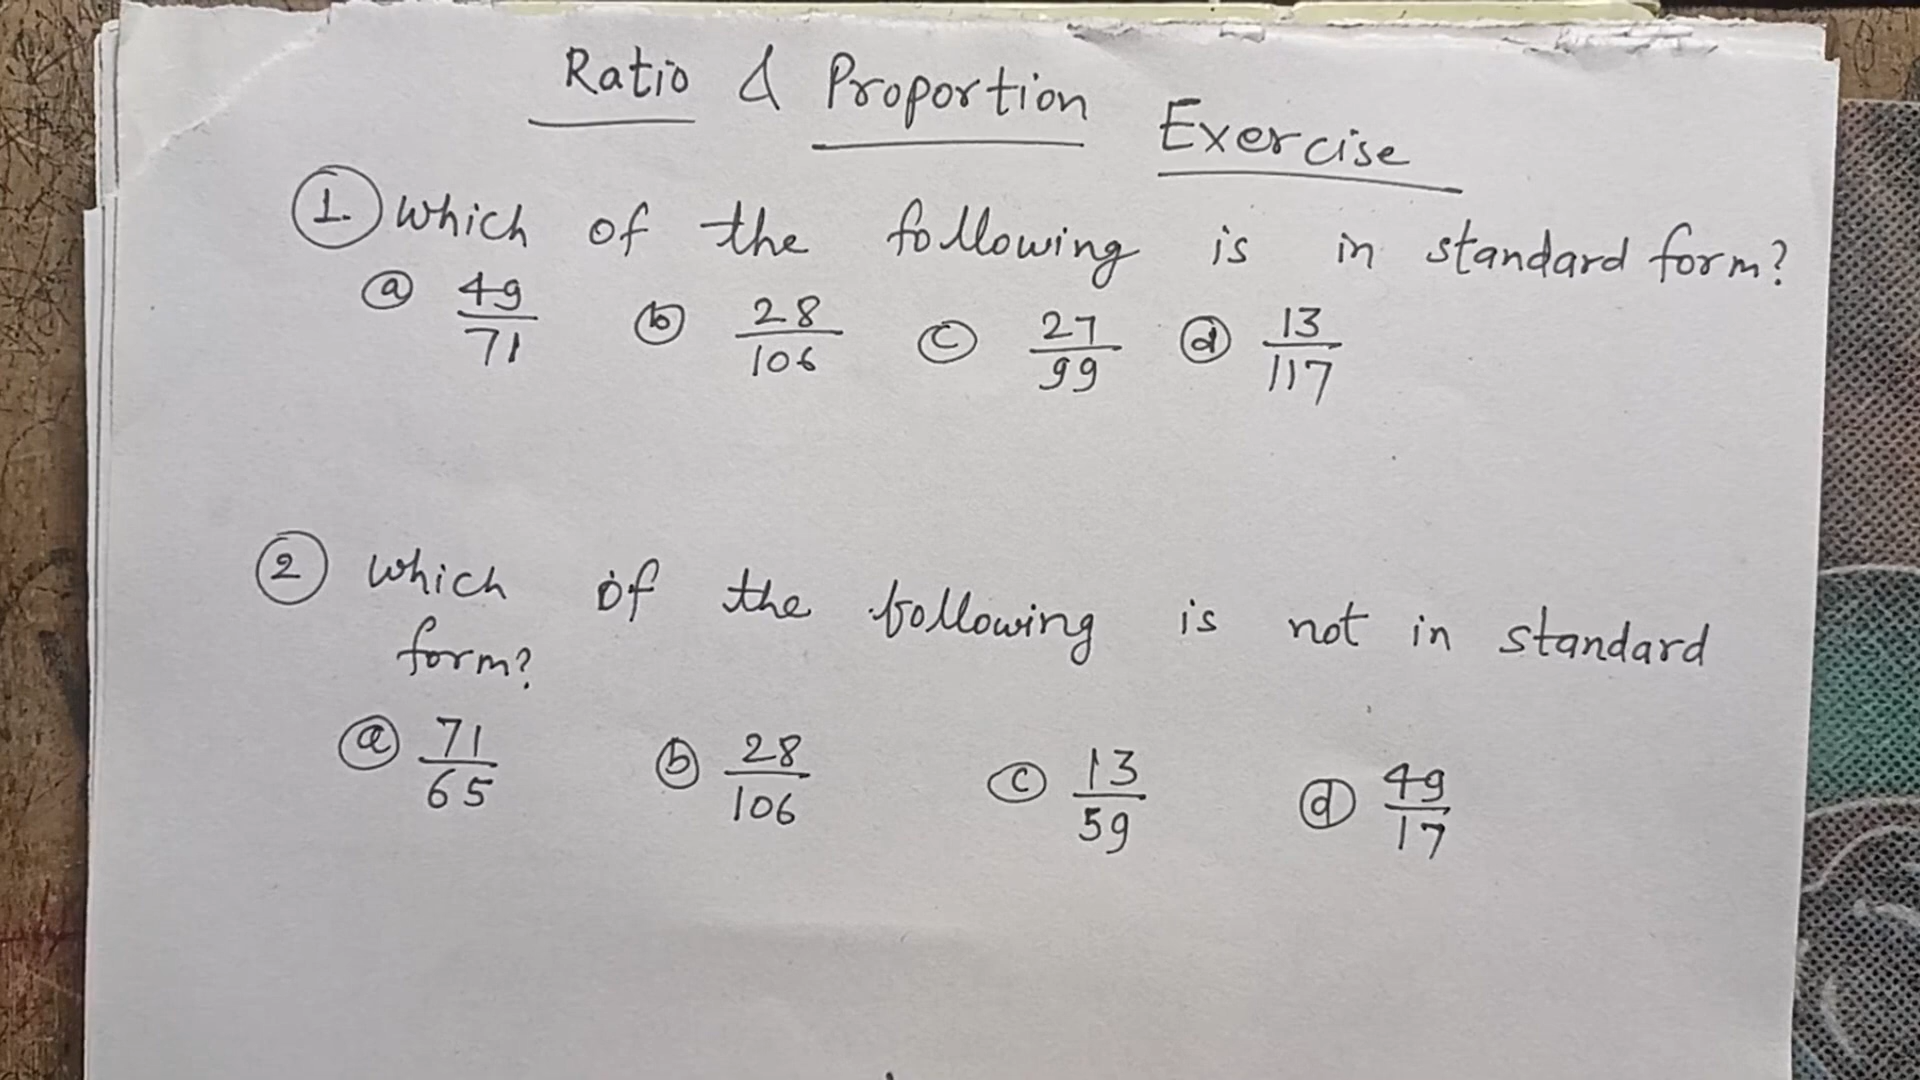 Ratio & Proportion Exercise
1. Which of the following is in standard form?
a 49/71 b 28/106 c 27/99 d 13/117
2 Which of the following is not in standard
form?
a 71/65 b 28/106 c 13/59 d 49/17